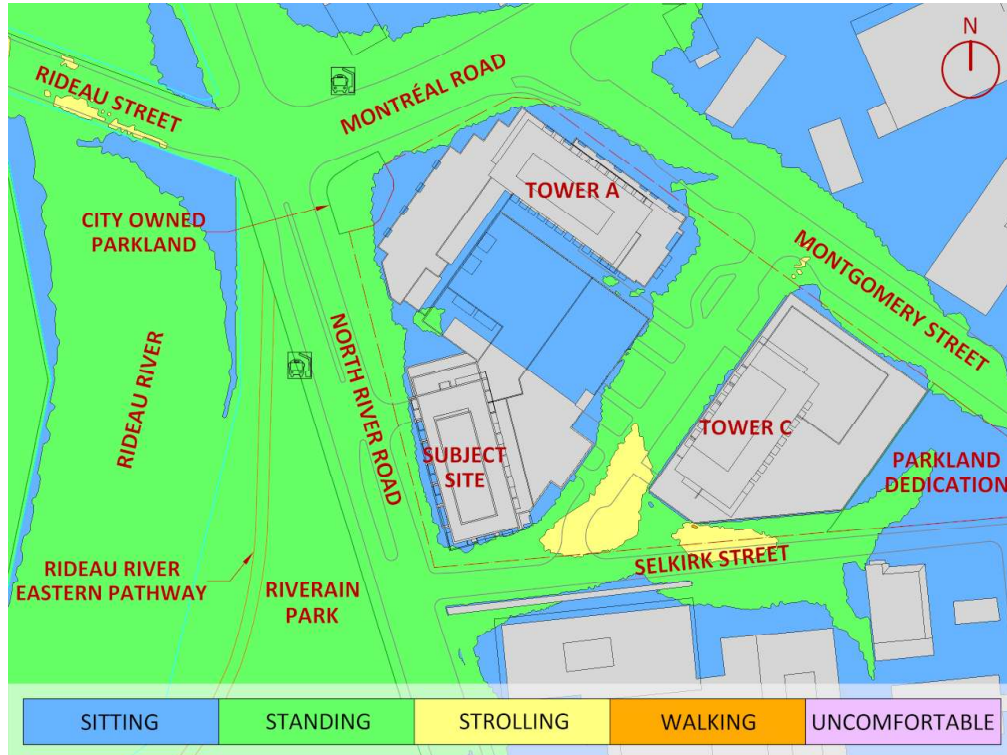 N
RIDEAU STREET
MONTRÉAL ROAD
TOWER A
CITY OWNED
PARKLAND
MONTGOMERY STREET
RIDEAU RIVER
NORTH RIVER ROAD
TOWER C
SUBJECT
SITE
PARKLAND
DEDICATION
SELKIRK STREET
RIDEAU RIVER
EASTERN PATHWAY
RIVERAIN
PARK
SITTING
STANDING
STROLLING
WALKING
UNCOMFORTABLE